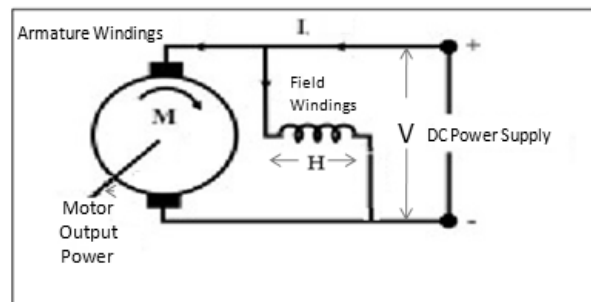 Armature Windings
I.
+
Field
Windings
M
V
DC Power Supply
H
-
Motor
Output
Power